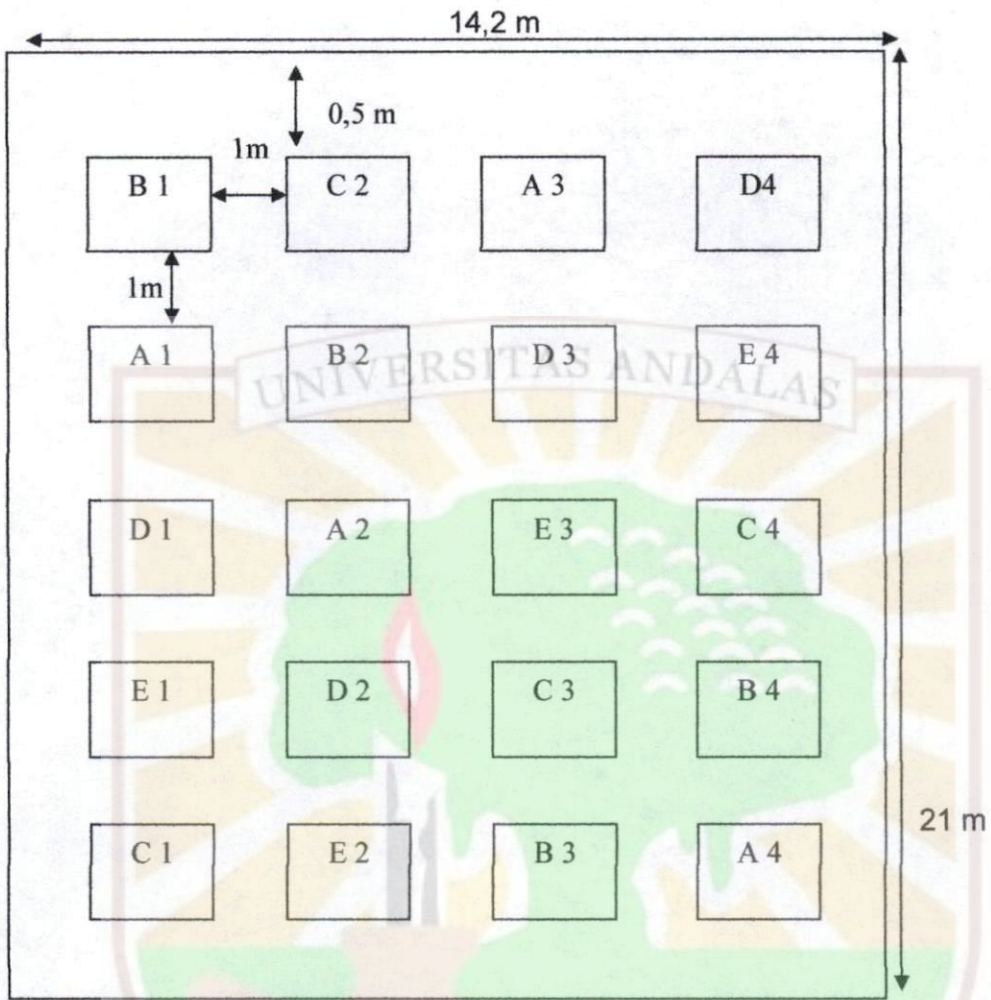 14,2 m
0,5 m
1m
B 1 C 2 A 3 D4
1m
A 1 B 2 D 3 E 4
UNIVERSITAS ANDALAS
D 1 A 2 E 3 C 4
E 1 D 2 C 3 B 4
21 m
C 1 E 2 B 3 A 4